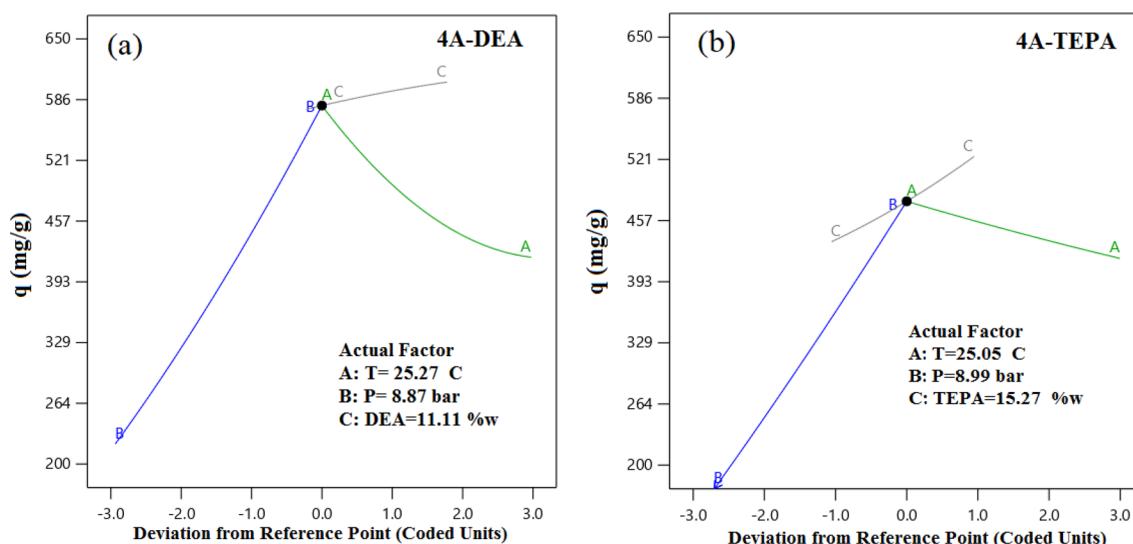 (a)
4A-DEA
650
586
521
457
393
329
264
200
q (mg/g)
C
C
A
B
A
B
Actual Factor
A: T= 25.27 C
B: P= 8.87 bar
C: DEA=11.11 %w
-3.0 -2.0 -1.0 0.0 1.0 2.0 3.0
Deviation from Reference Point (Coded Units)
(b)
4A-TEPA
650
586
521
457
393
329
264
200
q (mg/g)
C
A
B
C
A
B
Actual Factor
A: T=25.05 C
B: P=8.99 bar
C: TEPA=15.27 %w
-3.0 -2.0 -1.0 0.0 1.0 2.0 3.0
Deviation from Reference Point (Coded Units)